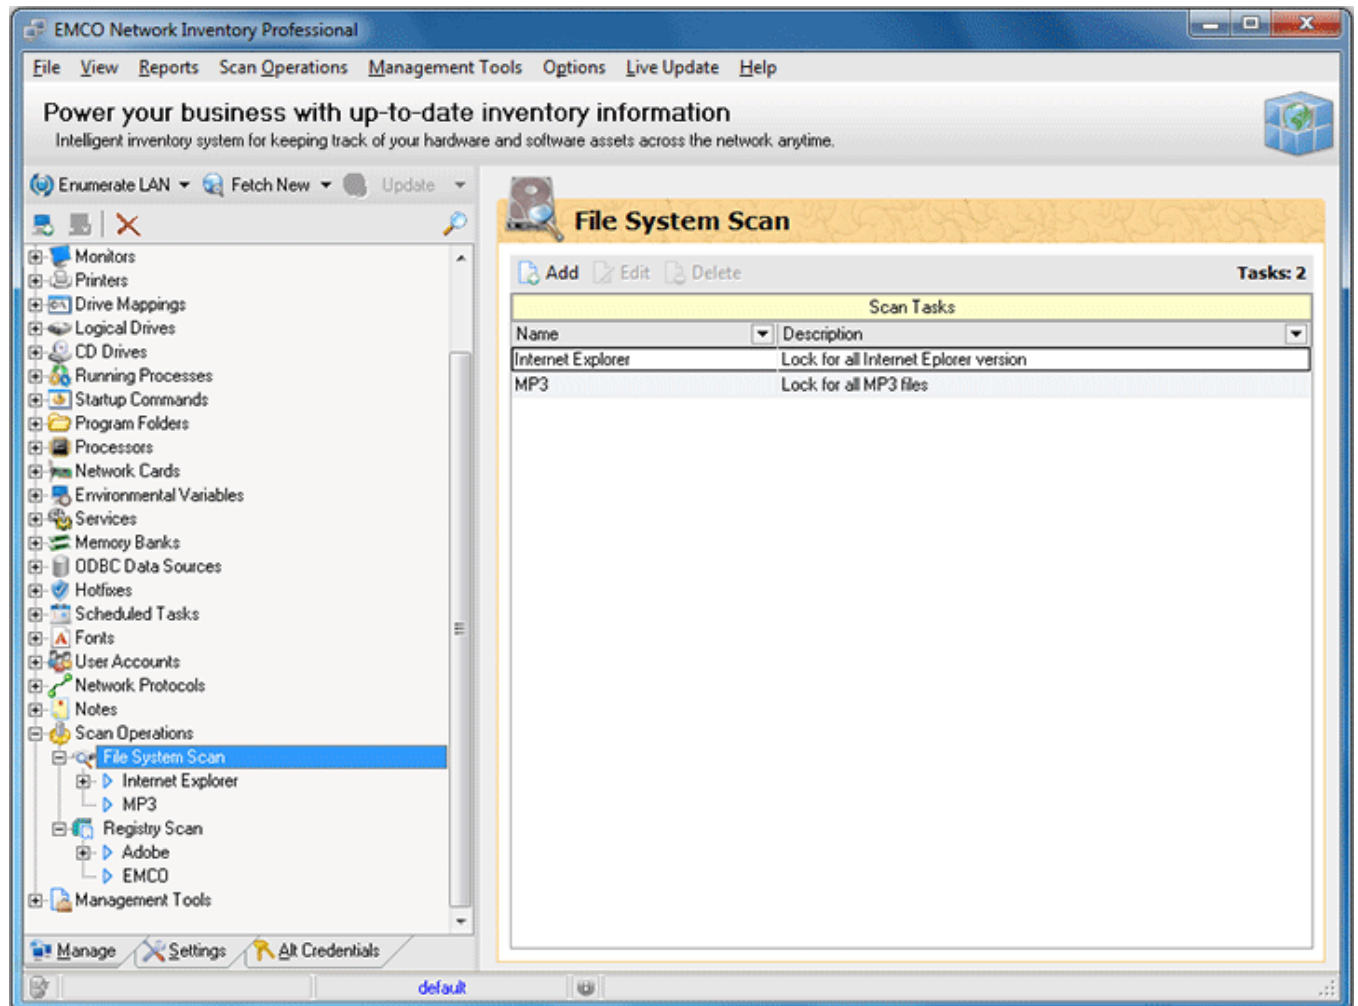 EMCO Network Inventory Professional
File View Reports Scan Operations Management Tools Options Live Update Help
Power your business with up-to-date inventory information
Intelligent inventory system for keeping track of your hardware and software assets across the network anytime.
Enumerate LAN Fetch New Update
Monitors
Printers
Drive Mappings
Logical Drives
CD Drives
Running Processes
Startup Commands
Program Folders
Processors
Network Cards
Environmental Variables
Services
Memory Banks
ODBC Data Sources
Hotfixes
Scheduled Tasks
Fonts
User Accounts
Network Protocols
Notes
Scan Operations
File System Scan
Internet Explorer
MP3
Registry Scan
Adobe
EMCO
Management Tools
Manage Settings Alt Credentials
default
File System Scan
Add Edit Delete Tasks: 2
Scan Tasks
Name Description
Internet Explorer Lock for all Internet Eplorer version
MP3 Lock for all MP3 files